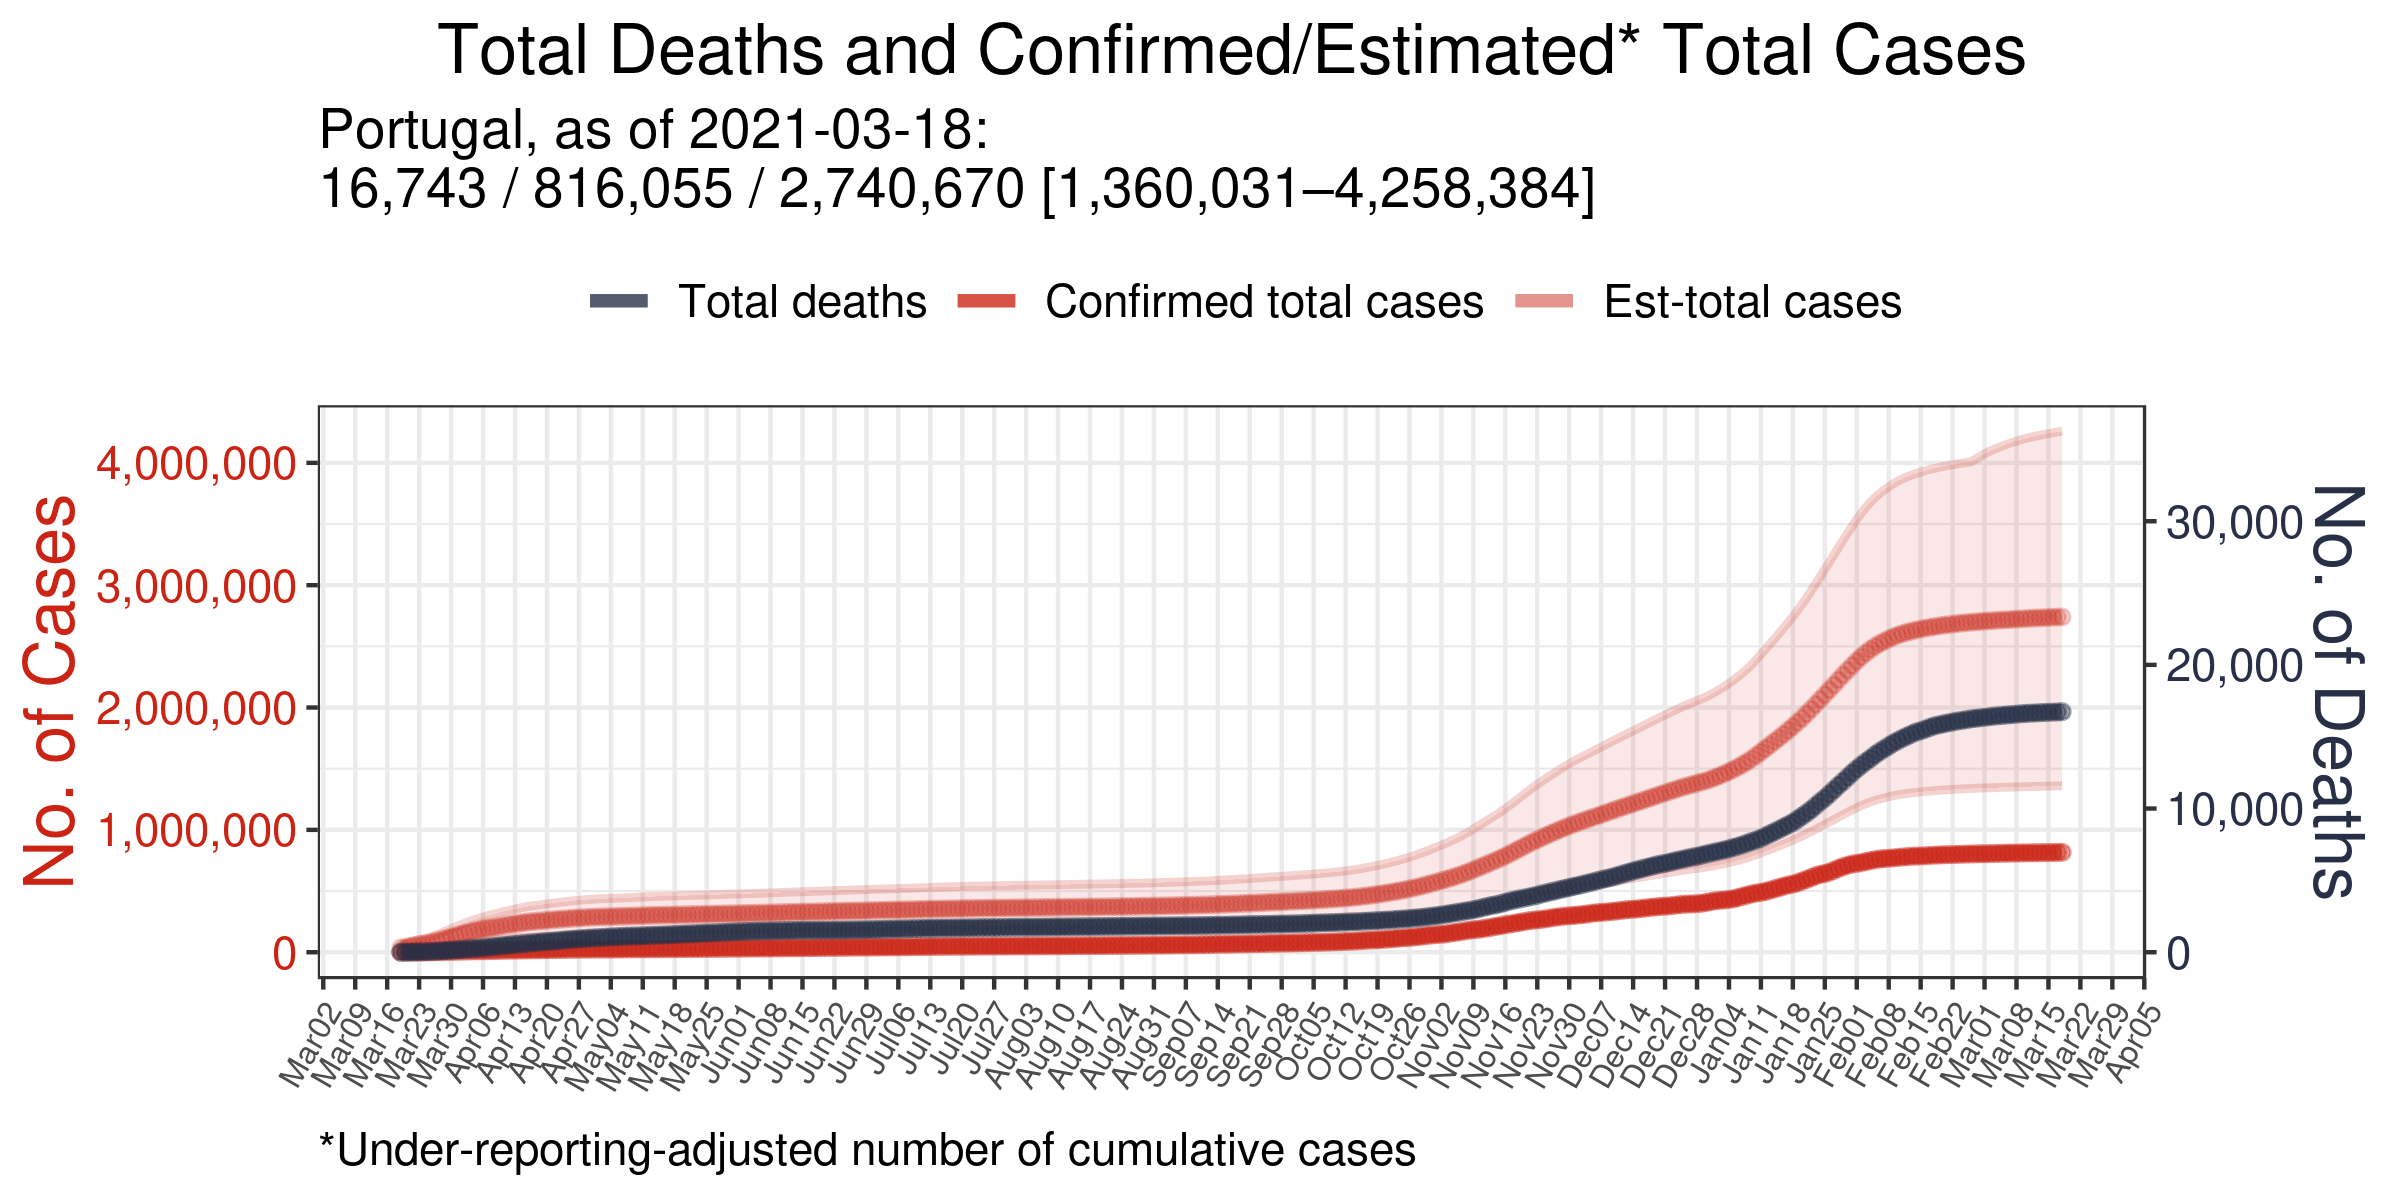 Total Deaths and Confirmed/Estimated* Total Cases
Portugal, as of 2021-03-18:
16,743 / 816,055 / 2,740,670 [1,360,031–4,258,384]
Total deaths
Confirmed total cases
Est-total cases
No. of Cases
4,000,000
3,000,000
2,000,000
1,000,000
0
30,000
20,000
10,000
0
No. of Deaths
Mar02
Mar09
Mar16
Mar23
Mar30
Apr06
Apr13
Apr20
Apr27
May04
May11
May18
May25
Jun01
Jun08
Jun15
Jun22
Jun29
Jul06
Jul13
Jul20
Jul27
Aug03
Aug10
Aug17
Aug24
Aug31
Sep07
Sep14
Sep21
Sep28
Oct05
Oct12
Oct19
Oct26
Nov02
Nov09
Nov16
Nov23
Nov30
Dec07
Dec14
Dec21
Dec28
Jan04
Jan11
Jan18
Jan25
Feb01
Feb08
Feb15
Feb22
Mar01
Mar08
Mar15
Mar22
Mar29
Apr05
*Under-reporting-adjusted number of cumulative cases